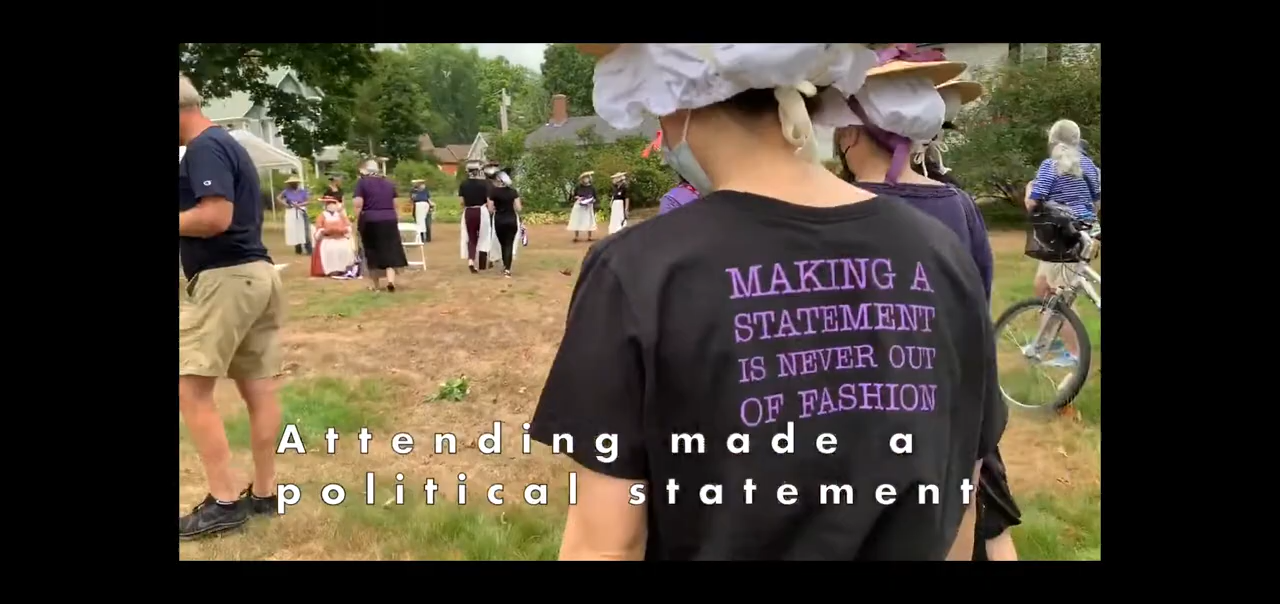 MAKING A
STATEMENT
IS NEVER OUT
OF FASHION
Attending made a
political statement